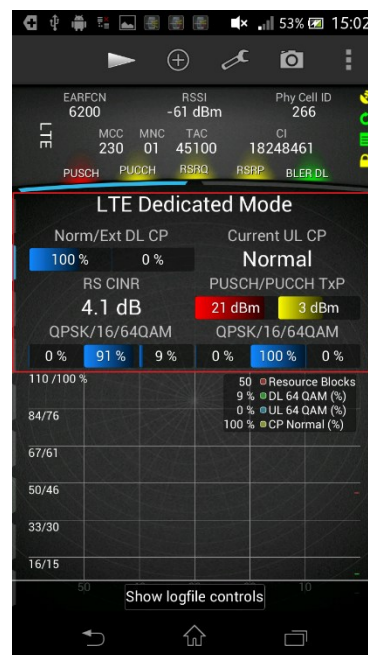 53% 15:02
EARFCN RSSI Phy Cell ID
6200 -61 dBm 266
LTE
MCC MNC TAC CI
230 01 45100 18248461
PUSCH PUCCH RSRQ RSRP BLER DL
LTE Dedicated Mode
Norm/Ext DL CP Current UL CP
100 % 0 % Normal
RS CINR PUSCH/PUCCH TxP
4.1 dB 21 dBm 3 dBm
QPSK/16/64QAM QPSK/16/64QAM
0 % 91 % 9 % 0 % 100 % 0 %
110 /100 % 50 Resource Blocks
9 % DL 64 QAM (%)
84/76 0 % UL 64 QAM (%)
100 % CP Normal (%)
67/61
50/46
33/30
16/15
50 10
Show logfile controls